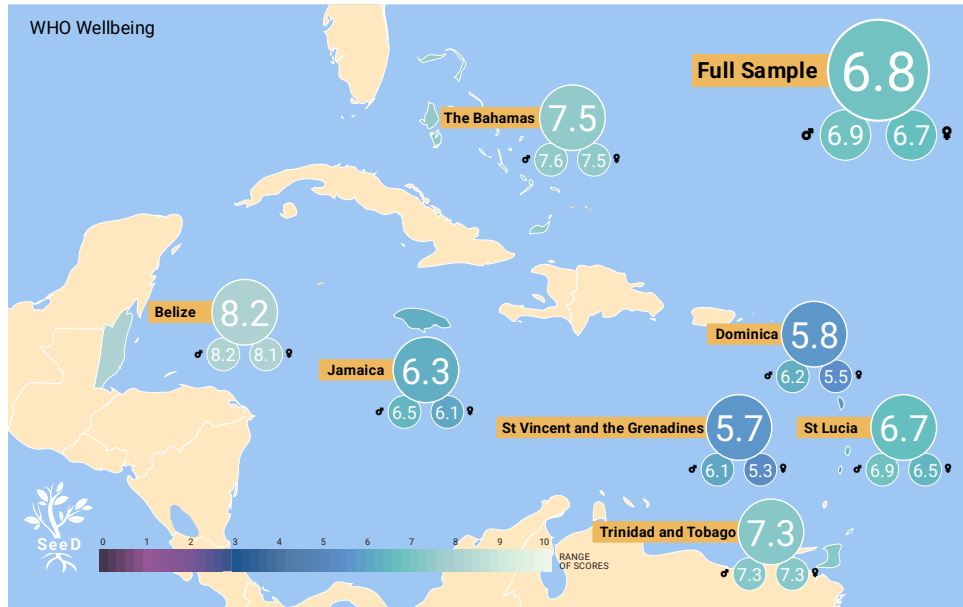 WHO Wellbeing
Full Sample
6.8
♂ 6.9 6.7 ♀
The Bahamas
7.5
♂ 7.6 7.5 ♀
Belize
8.2
♂ 8.2 8.1 ♀
Jamaica
6.3
♂ 6.5 6.1 ♀
Dominica
5.8
♂ 6.2 5.5 ♀
St Vincent and the Grenadines
5.7
♂ 6.1 5.3 ♀
St Lucia
6.7
♂ 6.9 6.5 ♀
Trinidad and Tobago
7.3
♂ 7.3 7.3 ♀
SeeD
0 1 2 3 4 5 6 7 8 9 10
RANGE
OF SCORES